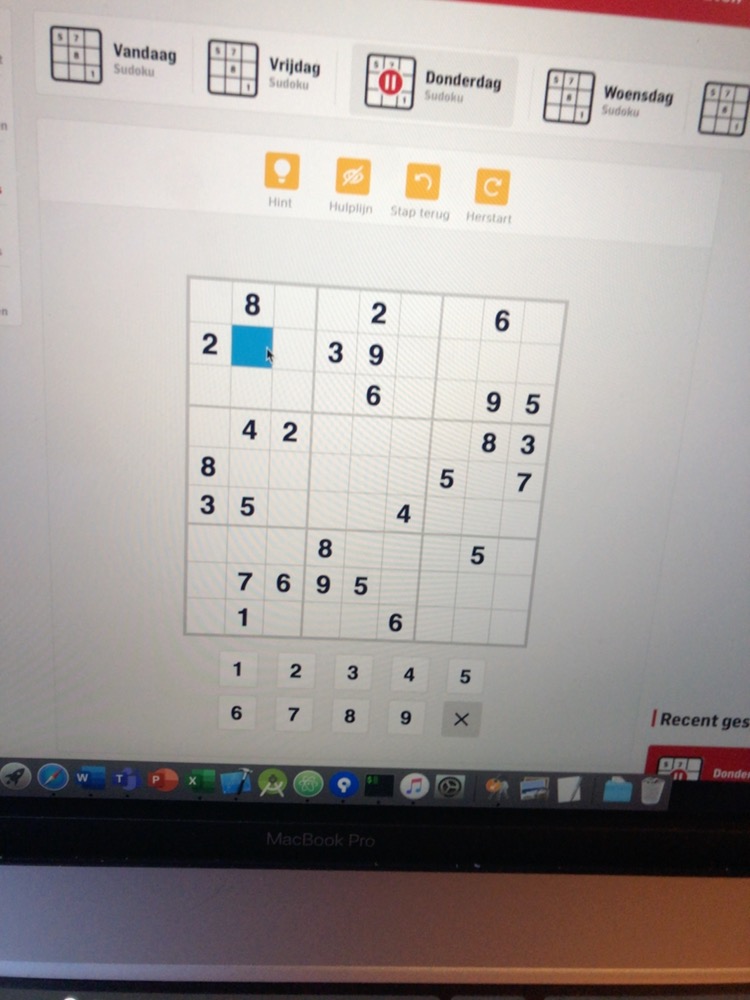 Vandaag
Sudoku
Vrijdag
Sudoku
Donderdag
Sudoku
Woensdag
Sudoku
Hint
Hulplijn
Stap terug
Herstart
8 2 6
2 3 9
6 9 5
4 2 8 3
8 5 7
3 5 4
8 5
7 6 9 5
1 6
1 2 3 4 5
6 7 8 9 ×
Recent ges
Donder
MacBook Pro